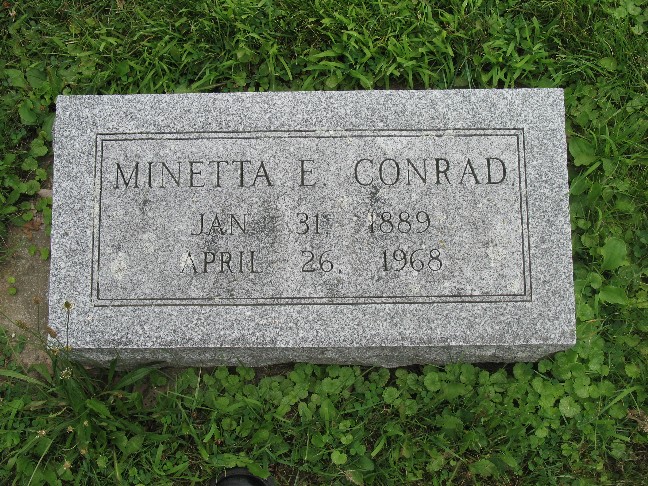 MINETTA E. CONRAD
JAN. 31, 1889
APRIL 26, 1968